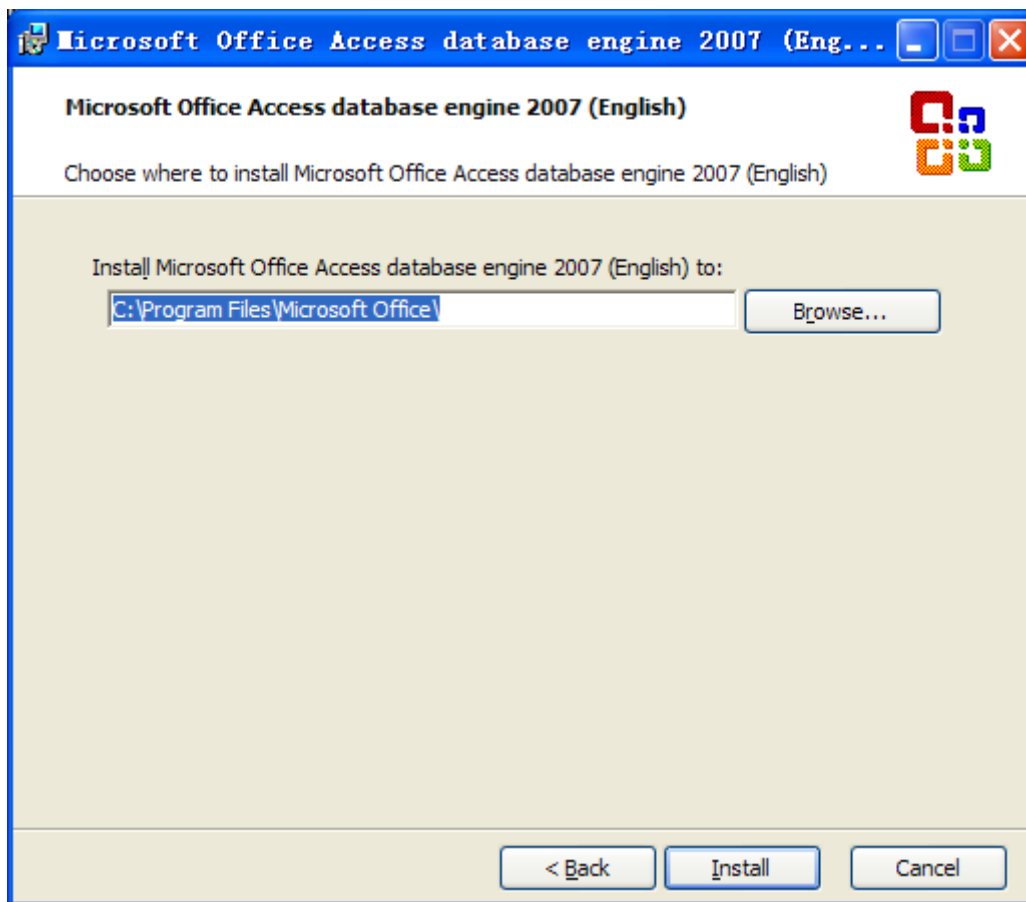 Microsoft Office Access database engine 2007 (Eng...
Microsoft Office Access database engine 2007 (English)
Choose where to install Microsoft Office Access database engine 2007 (English)
Install Microsoft Office Access database engine 2007 (English) to:
C:\Program Files\Microsoft Office\
Browse...
< Back
Install
Cancel